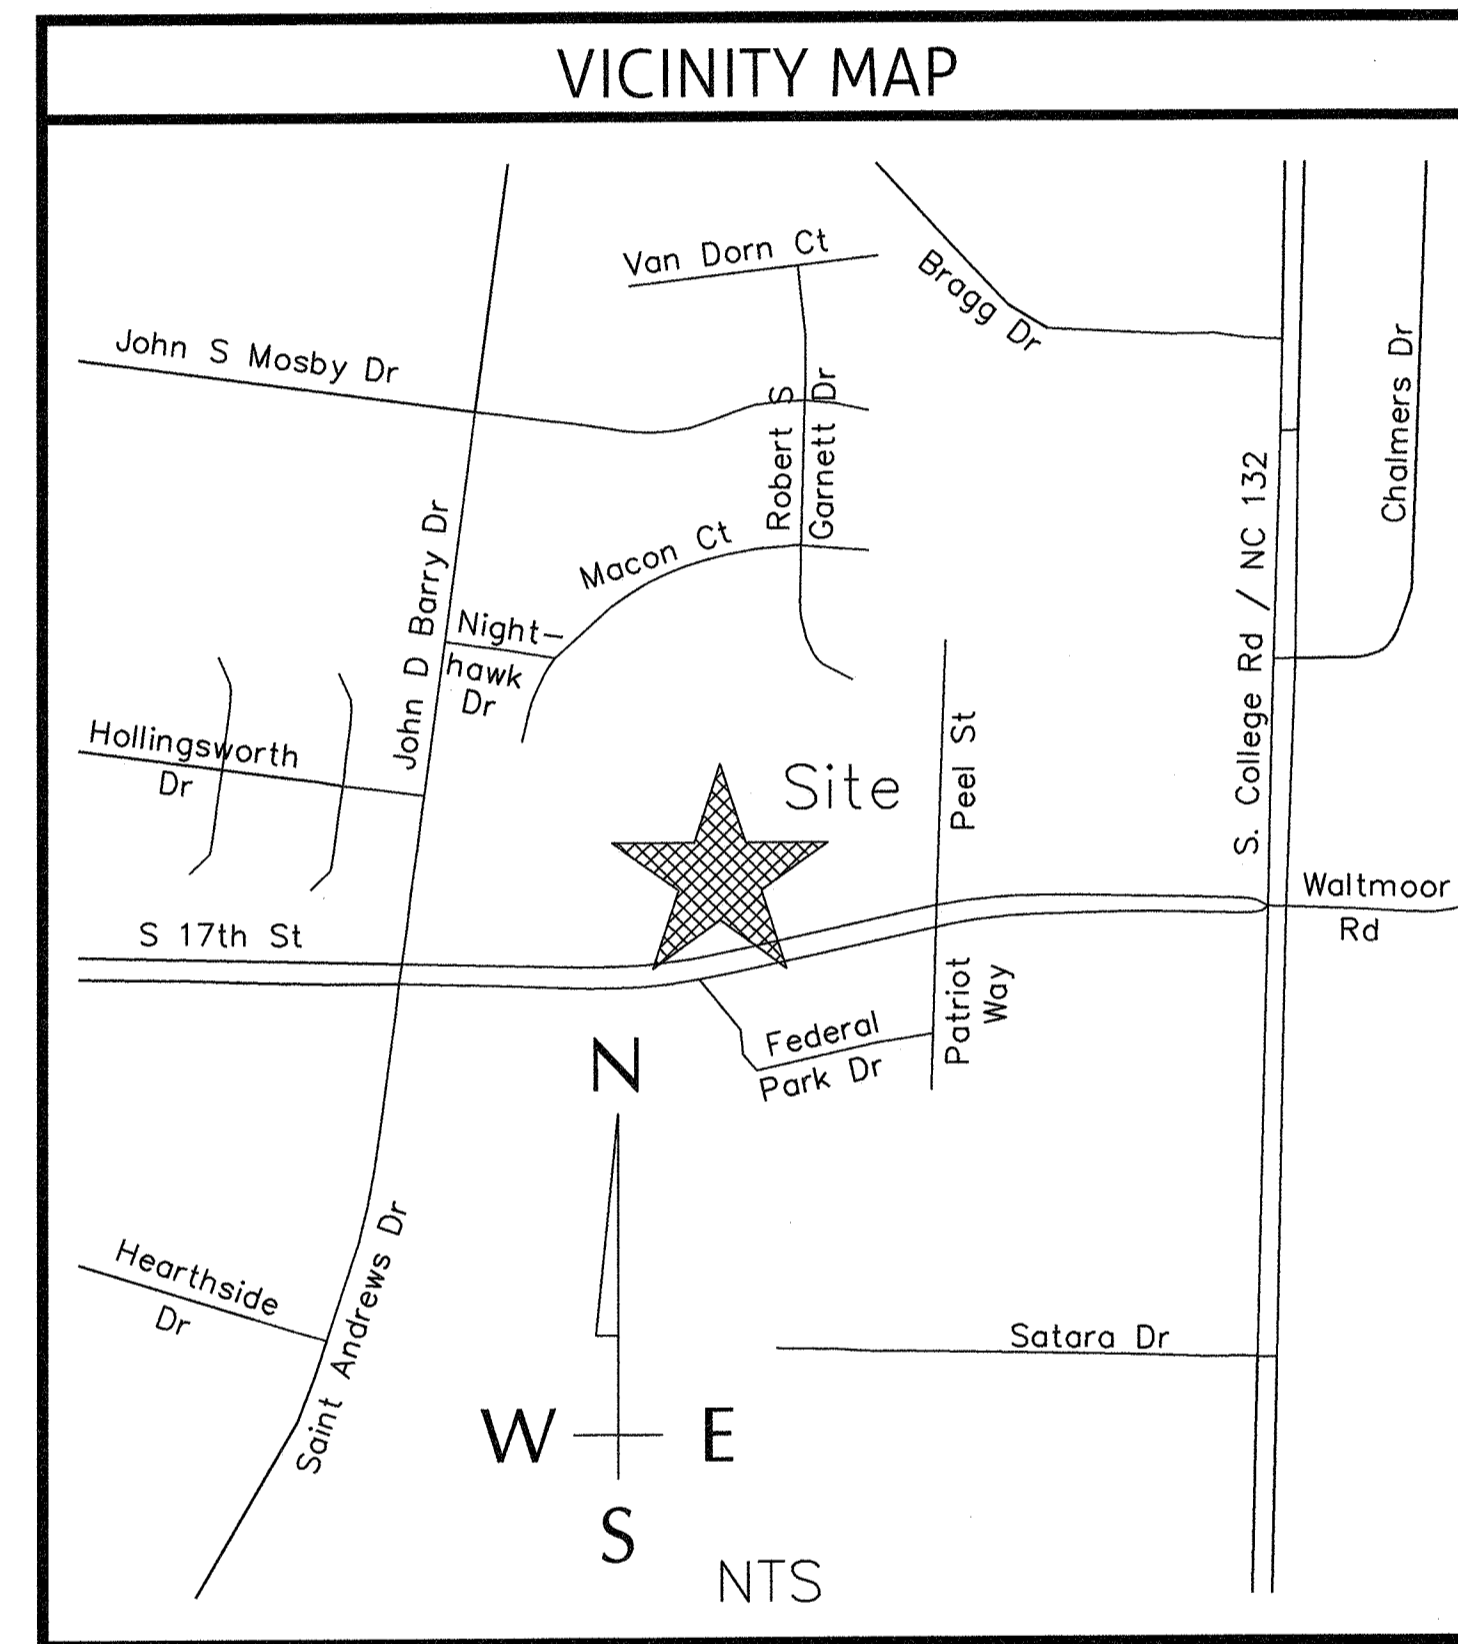 VICINITY MAP
Van Dorn Ct
Bragg Dr
John S Mosby Dr
Chalmers Dr
Robert S
Garnett Dr
S. College Rd / NC 132
Macon Ct
John D Barry Dr
Night-
hawk
Dr
Hollingsworth
Dr
Site
Peel St
Waltmoor
Rd
S 17th St
Patriot
Way
Federal
Park Dr
N
Saint Andrews Dr
Hearthside
Dr
Satara Dr
W E
S
NTS